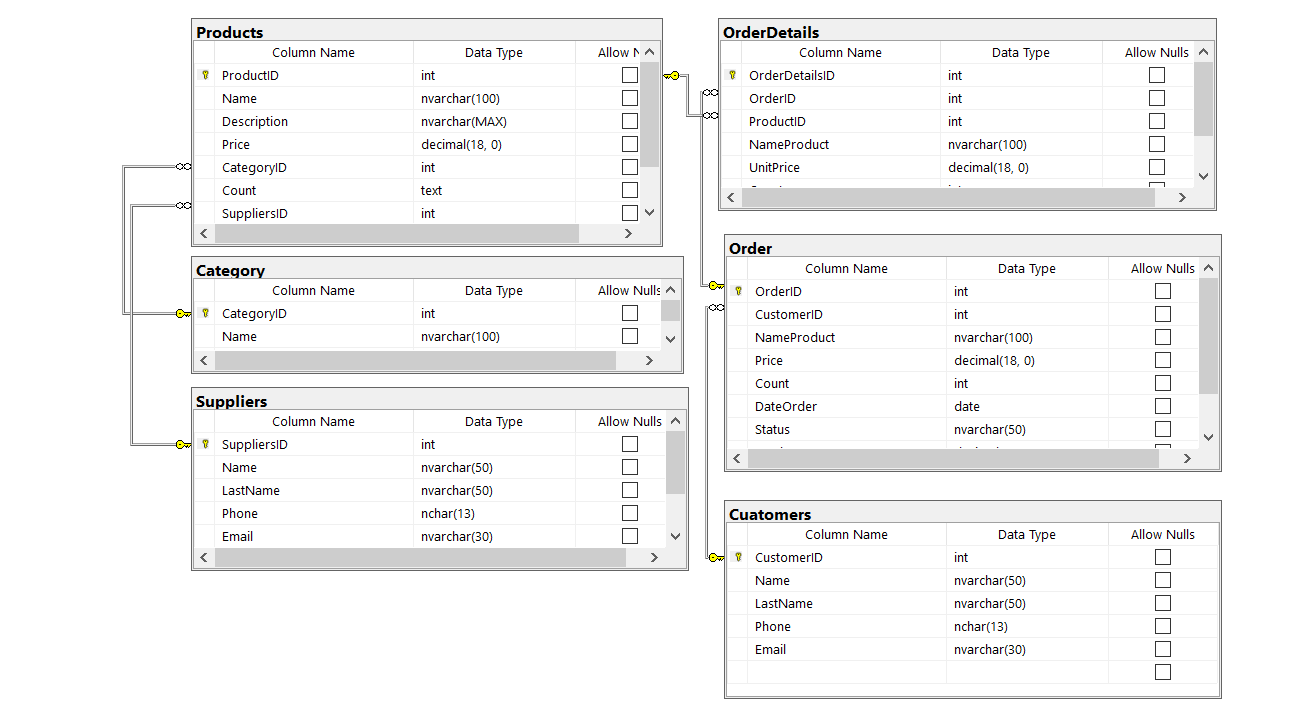 Products
Column Name Data Type Allow N
ProductID int
Name nvarchar(100)
Description nvarchar(MAX)
Price decimal(18, 0)
CategoryID int
Count text
SuppliersID int
Category
Column Name Data Type Allow Nulls
CategoryID int
Name nvarchar(100)
Suppliers
Column Name Data Type Allow Nulls
SuppliersID int
Name nvarchar(50)
LastName nvarchar(50)
Phone nchar(13)
Email nvarchar(30)
OrderDetails
Column Name Data Type Allow Nulls
OrderDetailsID int
OrderID int
ProductID int
NameProduct nvarchar(100)
UnitPrice decimal(18, 0)
Order
Column Name Data Type Allow Nulls
OrderID int
CustomerID int
NameProduct nvarchar(100)
Price decimal(18, 0)
Count int
DateOrder date
Status nvarchar(50)
Cuatomers
Column Name Data Type Allow Nulls
CustomerID int
Name nvarchar(50)
LastName nvarchar(50)
Phone nchar(13)
Email nvarchar(30)